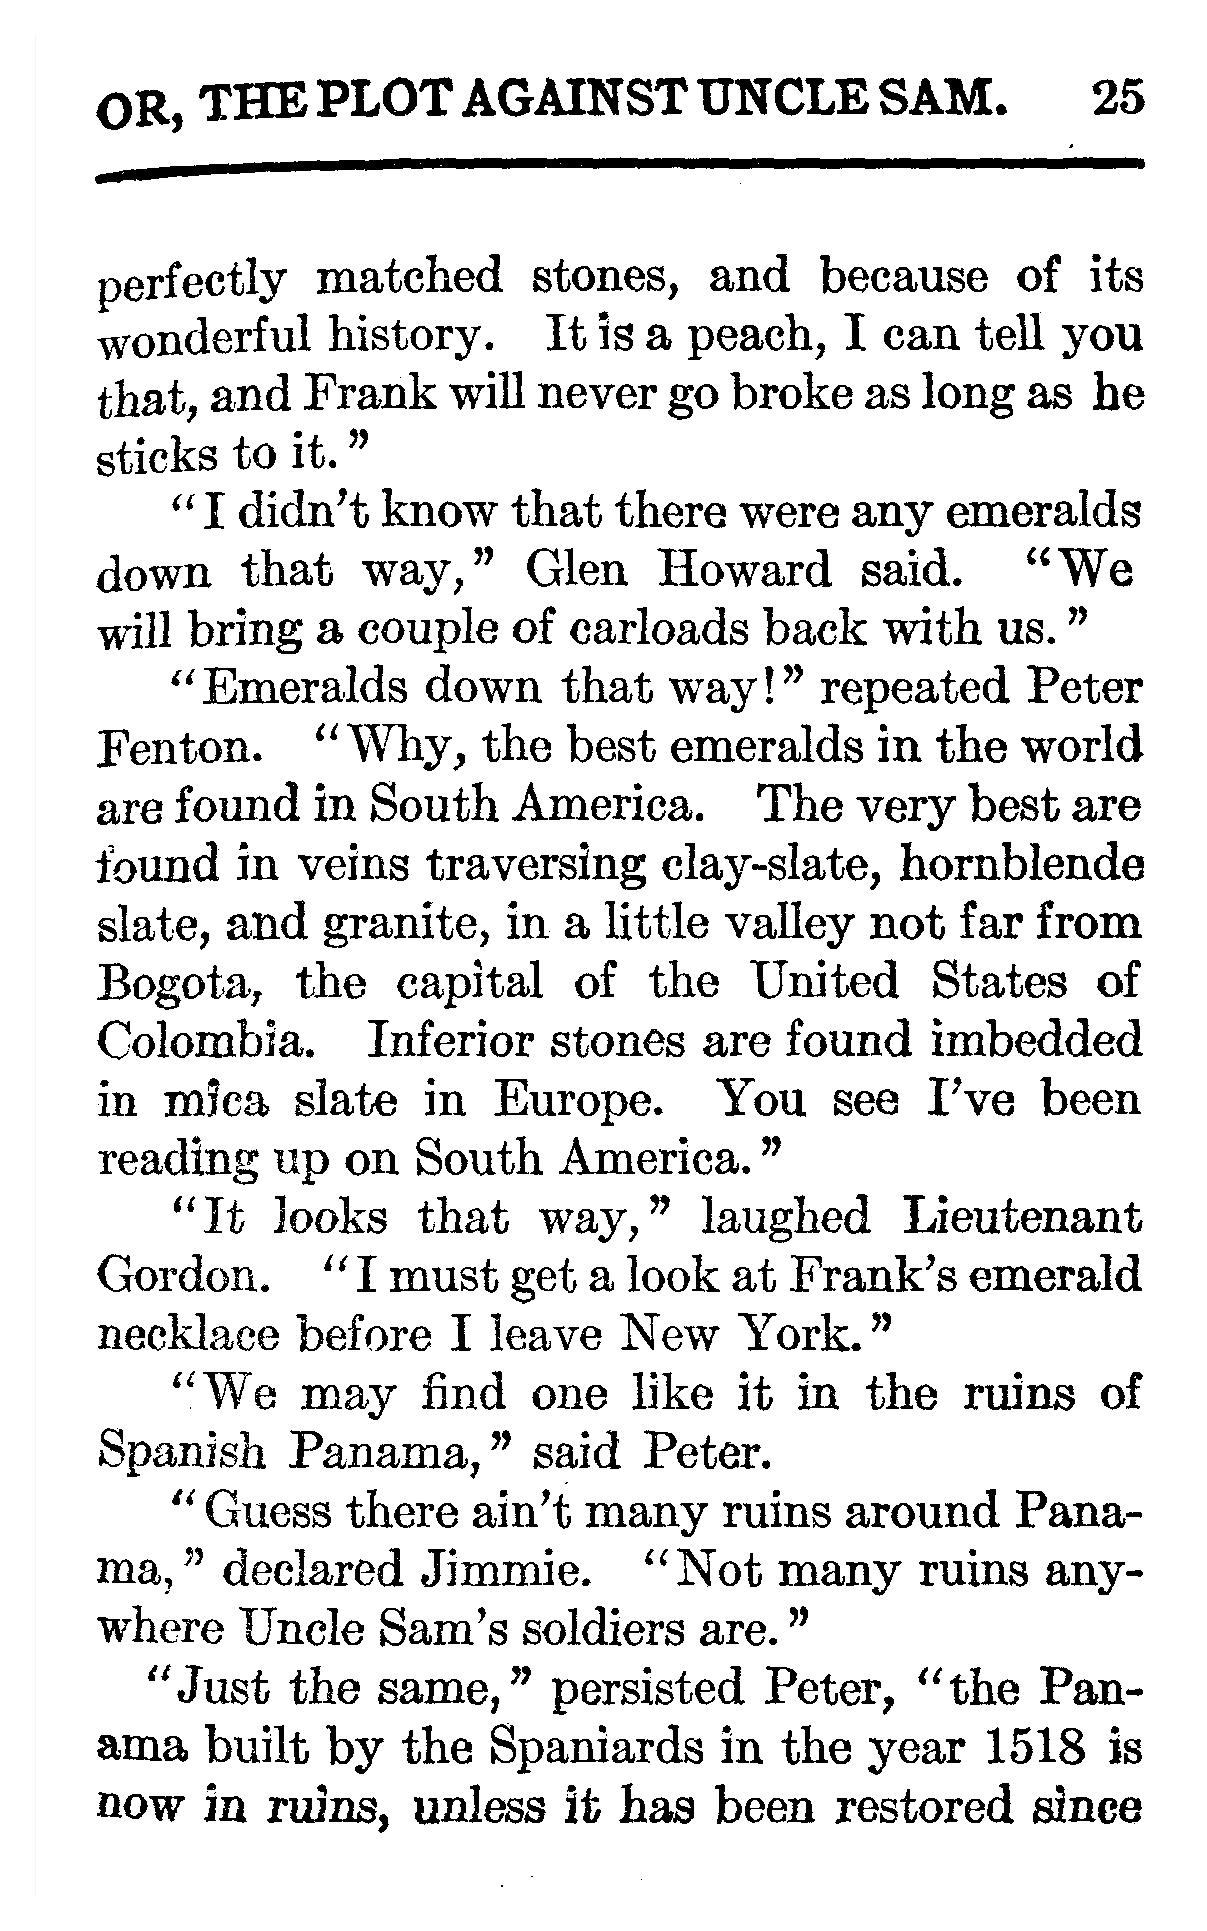 OR, THE PLOT AGAINST UNCLE SAM. 25
perfectly matched stones, and because of its
wonderful history. It is a peach, I can tell you
that, and Frank will never go broke as long as he
sticks to it.”
“I didn’t know that there were any emeralds
down that way,” Glen Howard said. “We
will bring a couple of carloads back with us.”
“Emeralds down that way!” repeated Peter
Fenton. “Why, the best emeralds in the world
are found in South America. The very best are
found in veins traversing clay-slate, hornblende
slate, and granite, in a little valley not far from
Bogota, the capital of the United States of
Colombia. Inferior stones are found imbedded
in mica slate in Europe. You see I’ve been
reading up on South America.”
“It looks that way,” laughed Lieutenant
Gordon. “I must get a look at Frank’s emerald
necklace before I leave New York.”
“We may find one like it in the ruins of
Spanish Panama,” said Peter.
“Guess there ain’t many ruins around Pana-
ma,” declared Jimmie. “Not many ruins any-
where Uncle Sam’s soldiers are.”
“Just the same,” persisted Peter, “the Pan-
ama built by the Spaniards in the year 1518 is
now in ruins, unless it has been restored since